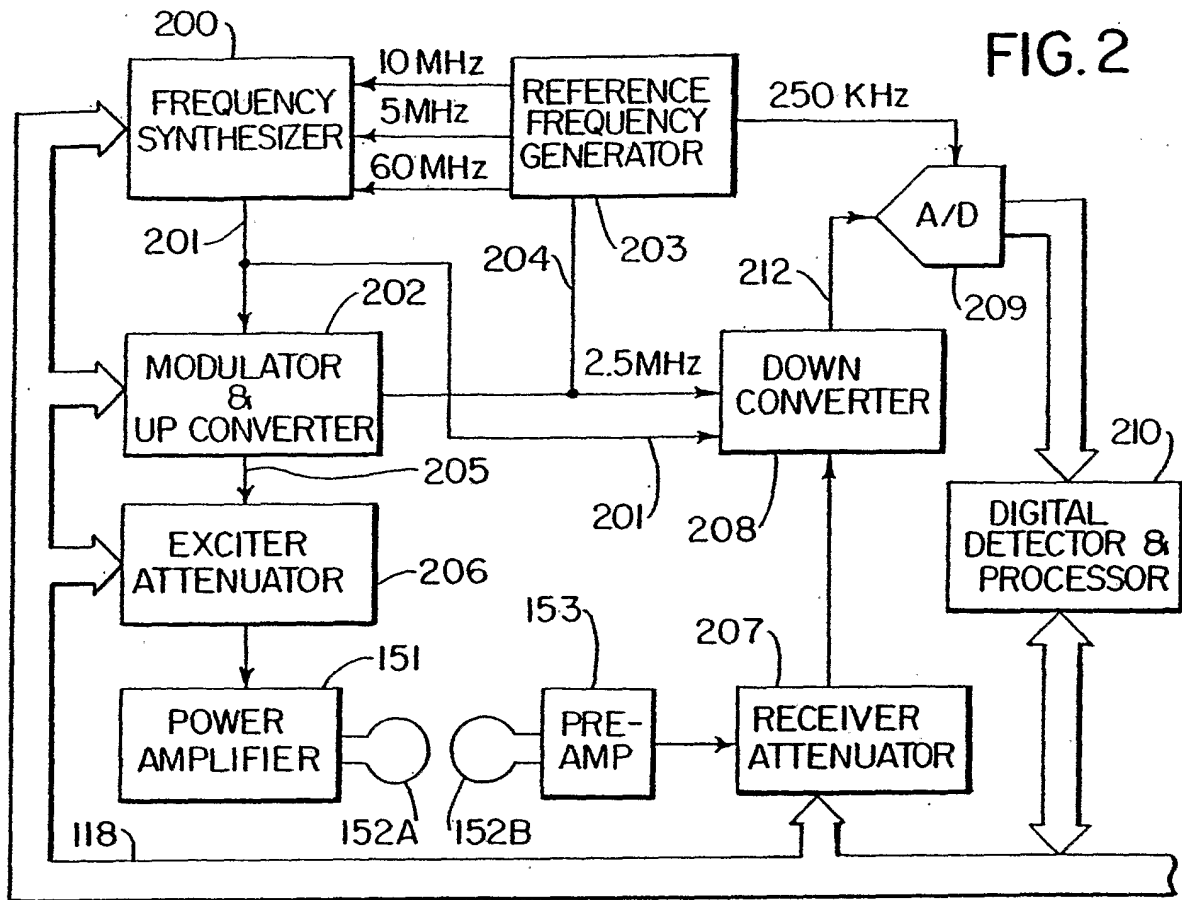 FIG. 2
200
FREQUENCY
SYNTHESIZER
10 MHz
5 MHz
60 MHz
REFERENCE
FREQUENCY
GENERATOR
250 KHz
A/D
201
204
203
212
209
202
MODULATOR
&
UP CONVERTER
2.5MHz
DOWN
CONVERTER
205
201
208
210
EXCITER
ATTENUATOR
206
DIGITAL
DETECTOR &
PROCESSOR
151
153
207
POWER
AMPLIFIER
PRE-
AMP
RECEIVER
ATTENUATOR
118
152A
152B